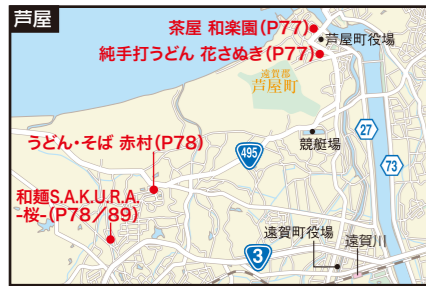 芦屋
茶屋 和楽園(P77)
芦屋町役場
純手打うどん 花さぬき(P77)
遠賀郡
芦屋町
27
競艇場
うどん・そば 赤村(P78)
495
73
和麺S.A.K.U.R.A.
-桜-(P78/89)
遠賀町役場
遠賀川
3